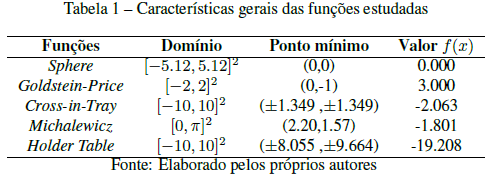 Tabela 1 – Características gerais das funções estudadas
Funções Domínio Ponto mínimo Valor f(x)
Sphere [−5.12, 5.12]² (0,0) 0.000
Goldstein-Price [−2, 2]² (0,-1) 3.000
Cross-in-Tray [−10, 10]² (±1.349 ,±1.349) -2.063
Michalewicz [0, π]² (2.20,1.57) -1.801
Holder Table [−10, 10]² (±8.055 ,±9.664) -19.208
Fonte: Elaborado pelos próprios autores